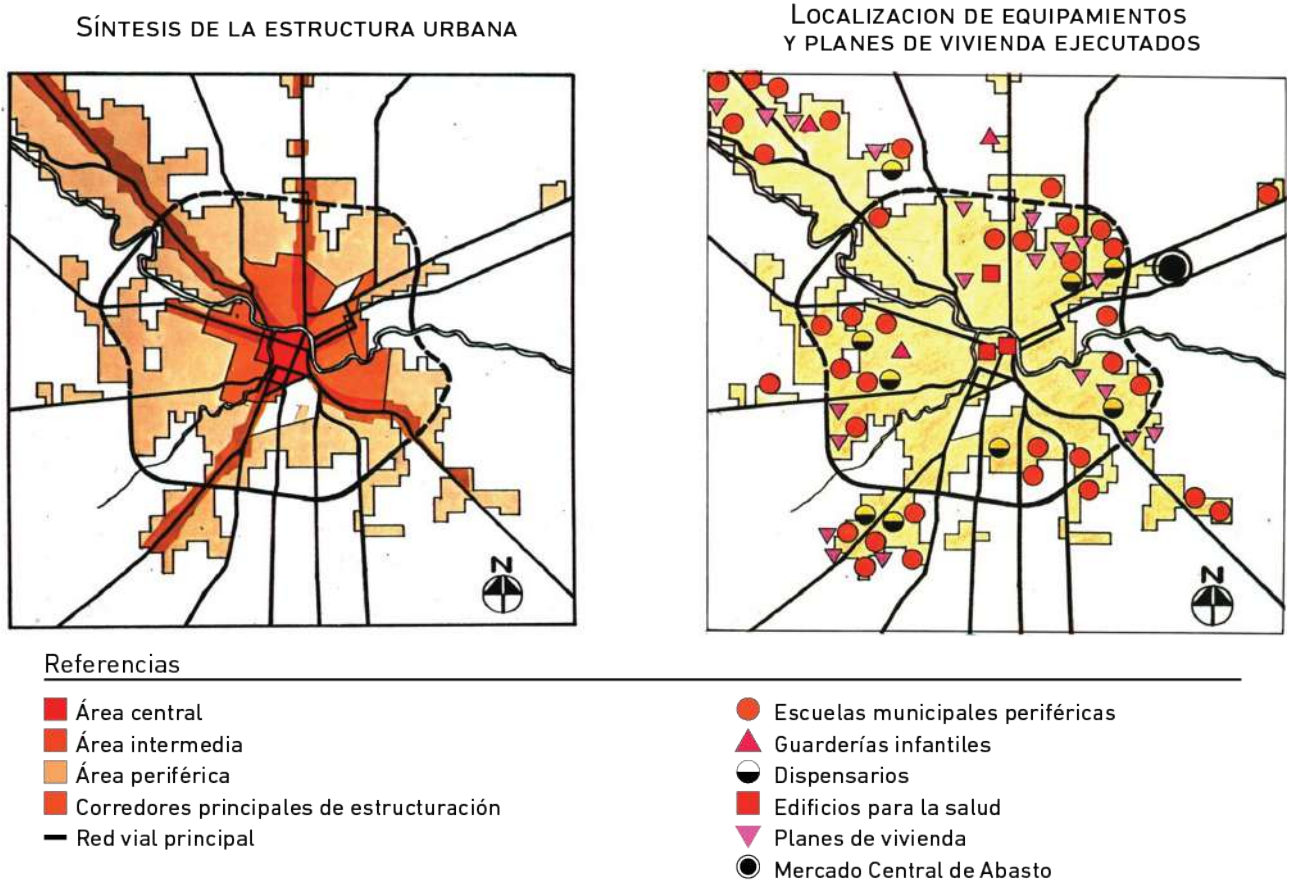 SÍNTESIS DE LA ESTRUCTURA URBANA
LOCALIZACION DE EQUIPAMIENTOS
Y PLANES DE VIVIENDA EJECUTADOS
N
N
Referencias
Área central
Área intermedia
Área periférica
Corredores principales de estructuración
Red vial principal
Escuelas municipales periféricas
Guarderías infantiles
Dispensarios
Edificios para la salud
Planes de vivienda
Mercado Central de Abasto